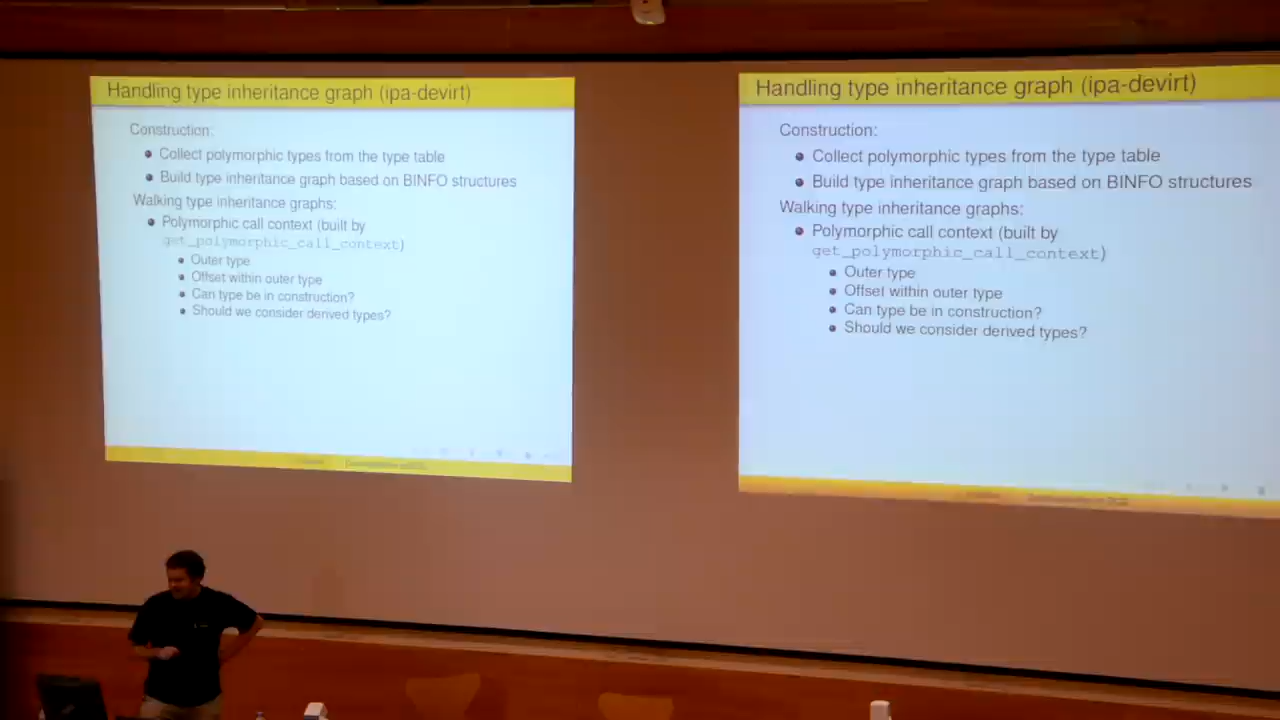 Handling type inheritance graph (ipa-devirt)
Construction:
Collect polymorphic types from the type table
Build type inheritance graph based on BINFO structures
Walking type inheritance graphs:
Polymorphic call context (built by
get_polymorphic_call_context)
Outer type
Offset within outer type
Can type be in construction?
Should we consider derived types?
Handling type inheritance graph (ipa-devirt)
Construction:
Collect polymorphic types from the type table
Build type inheritance graph based on BINFO structures
Walking type inheritance graphs:
Polymorphic call context (built by
get_polymorphic_call_context)
Outer type
Offset within outer type
Can type be in construction?
Should we consider derived types?